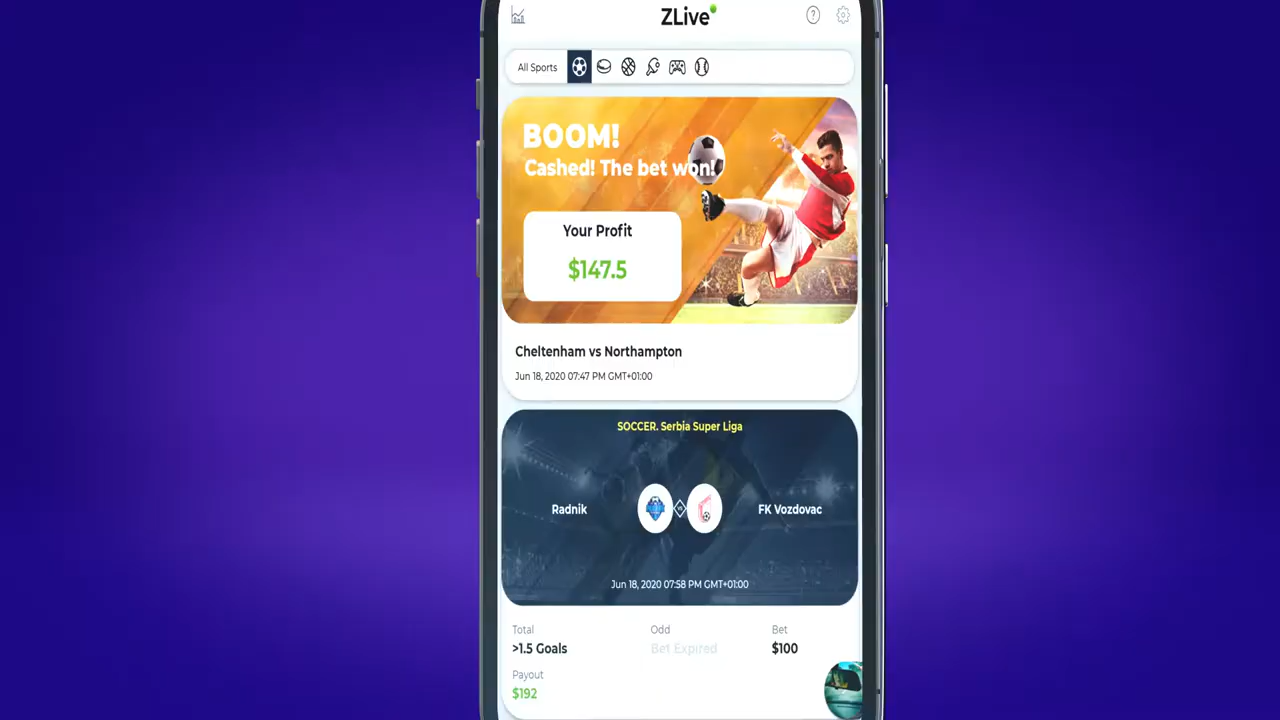 ZLive
All Sports
BOOM!
Cashed! The bet won!
Your Profit
$147.5
Cheltenham vs Northampton
Jun 18, 2020 07:47 PM GMT+01:00
SOCCER. Serbia Super Liga
Radnik
VS
FK Vozdovac
Jun 18, 2020 07:58 PM GMT+01:00
Total
Odd
Bet
>1.5 Goals
Bet Expired
$100
Payout
$192